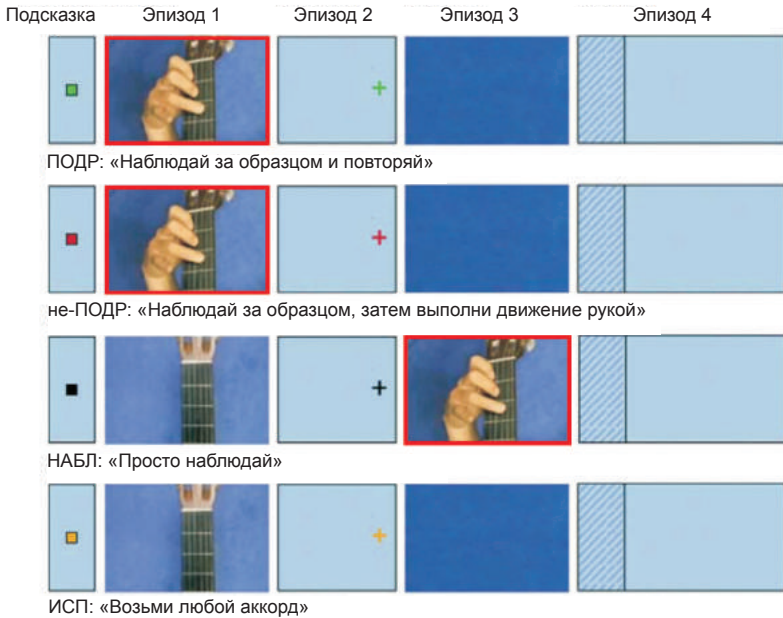 Подсказка Эпизод 1 Эпизод 2 Эпизод 3 Эпизод 4
ПОДР: «Наблюдай за образцом и повторяй»
не-ПОДР: «Наблюдай за образцом, затем выполни движение рукой»
НАБЛ: «Просто наблюдай»
ИСП: «Возьми любой аккорд»